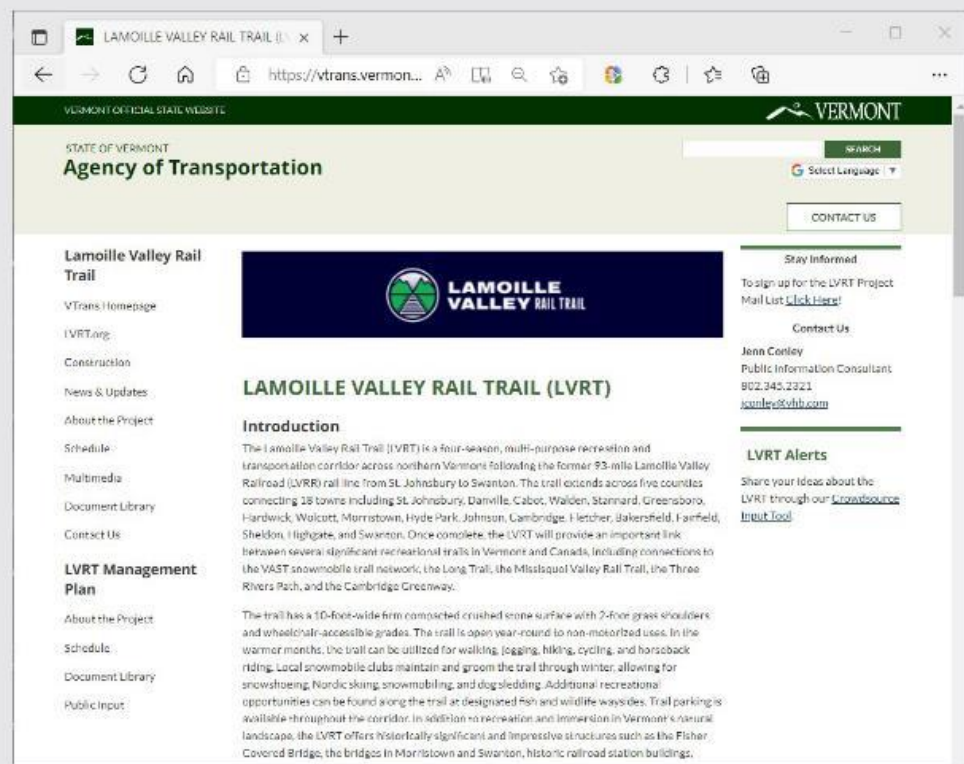 LAMOILLE VALLEY RAIL TRAIL (L
https://vtrans.vermon...
VERMONT OFFICIAL STATE WEBSITE
VERMONT
STATE OF VERMONT
Agency of Transportation
SEARCH
G Select Language ▼
CONTACT US
Lamoille Valley Rail
Trail
VTrans Homepage
LVRT.org
Construction
News & Updates
About the Project
Schedule
Multimedia
Document Library
Contact Us
LVRT Management
Plan
About the Project
Schedule
Document Library
Public Input
LAMOILLE
VALLEY RAIL TRAIL
LAMOILLE VALLEY RAIL TRAIL (LVRT)
Introduction
The Lamoille Valley Rail Trail (LVRT) is a four-season, multi-purpose recreation and
transportation corridor across northern Vermont following the former 93-mile Lamoille Valley
Railroad (LVRR) rail line from St. Johnsbury to Swanton. The trail extends across five counties
connecting 18 towns including St. Johnsbury, Danville, Cabot, Walden, Stannard, Greensboro,
Hardwick, Wolcott, Morristown, Hyde Park, Johnson, Cambridge, Fletcher, Bakersfield, Fairfield,
Sheldon, Highgate, and Swanton. Once complete, the LVRT will provide an important link
between several significant recreational trails in Vermont and Canada, including connections to
the VAST snowmobile trail network, the Long Trail, the Missisquoi Valley Rail Trail, the Three
Rivers Path, and the Cambridge Greenway.
The trail has a 10-foot-wide firm compacted crushed stone surface with 2-foot grass shoulders
and wheelchair-accessible grades. The trail is open year-round to non-motorized uses. In the
warmer months, the trail can be utilized for walking, jogging, hiking, cycling, and horseback
riding. Local snowmobile clubs maintain and groom the trail through winter, allowing for
snowshoeing, Nordic skiing, snowmobiling, and dog sledding. Additional recreational
opportunities can be found along the trail at designated fish and wildlife waysides. Trail parking is
available throughout the corridor. In addition to recreation and immersion in Vermont's natural
landscape, the LVRT offers historically significant and impressive structures such as the Fisher
Covered Bridge, the bridges in Morristown and Swanton, historic railroad station buildings,
Stay Informed
To sign up for the LVRT Project
Mail List Click Here!
Contact Us
Jenn Conley
Public Information Consultant
802.345.2321
jconley@vhb.com
LVRT Alerts
Share your ideas about the
LVRT through our Crowdsource
Input Tool.